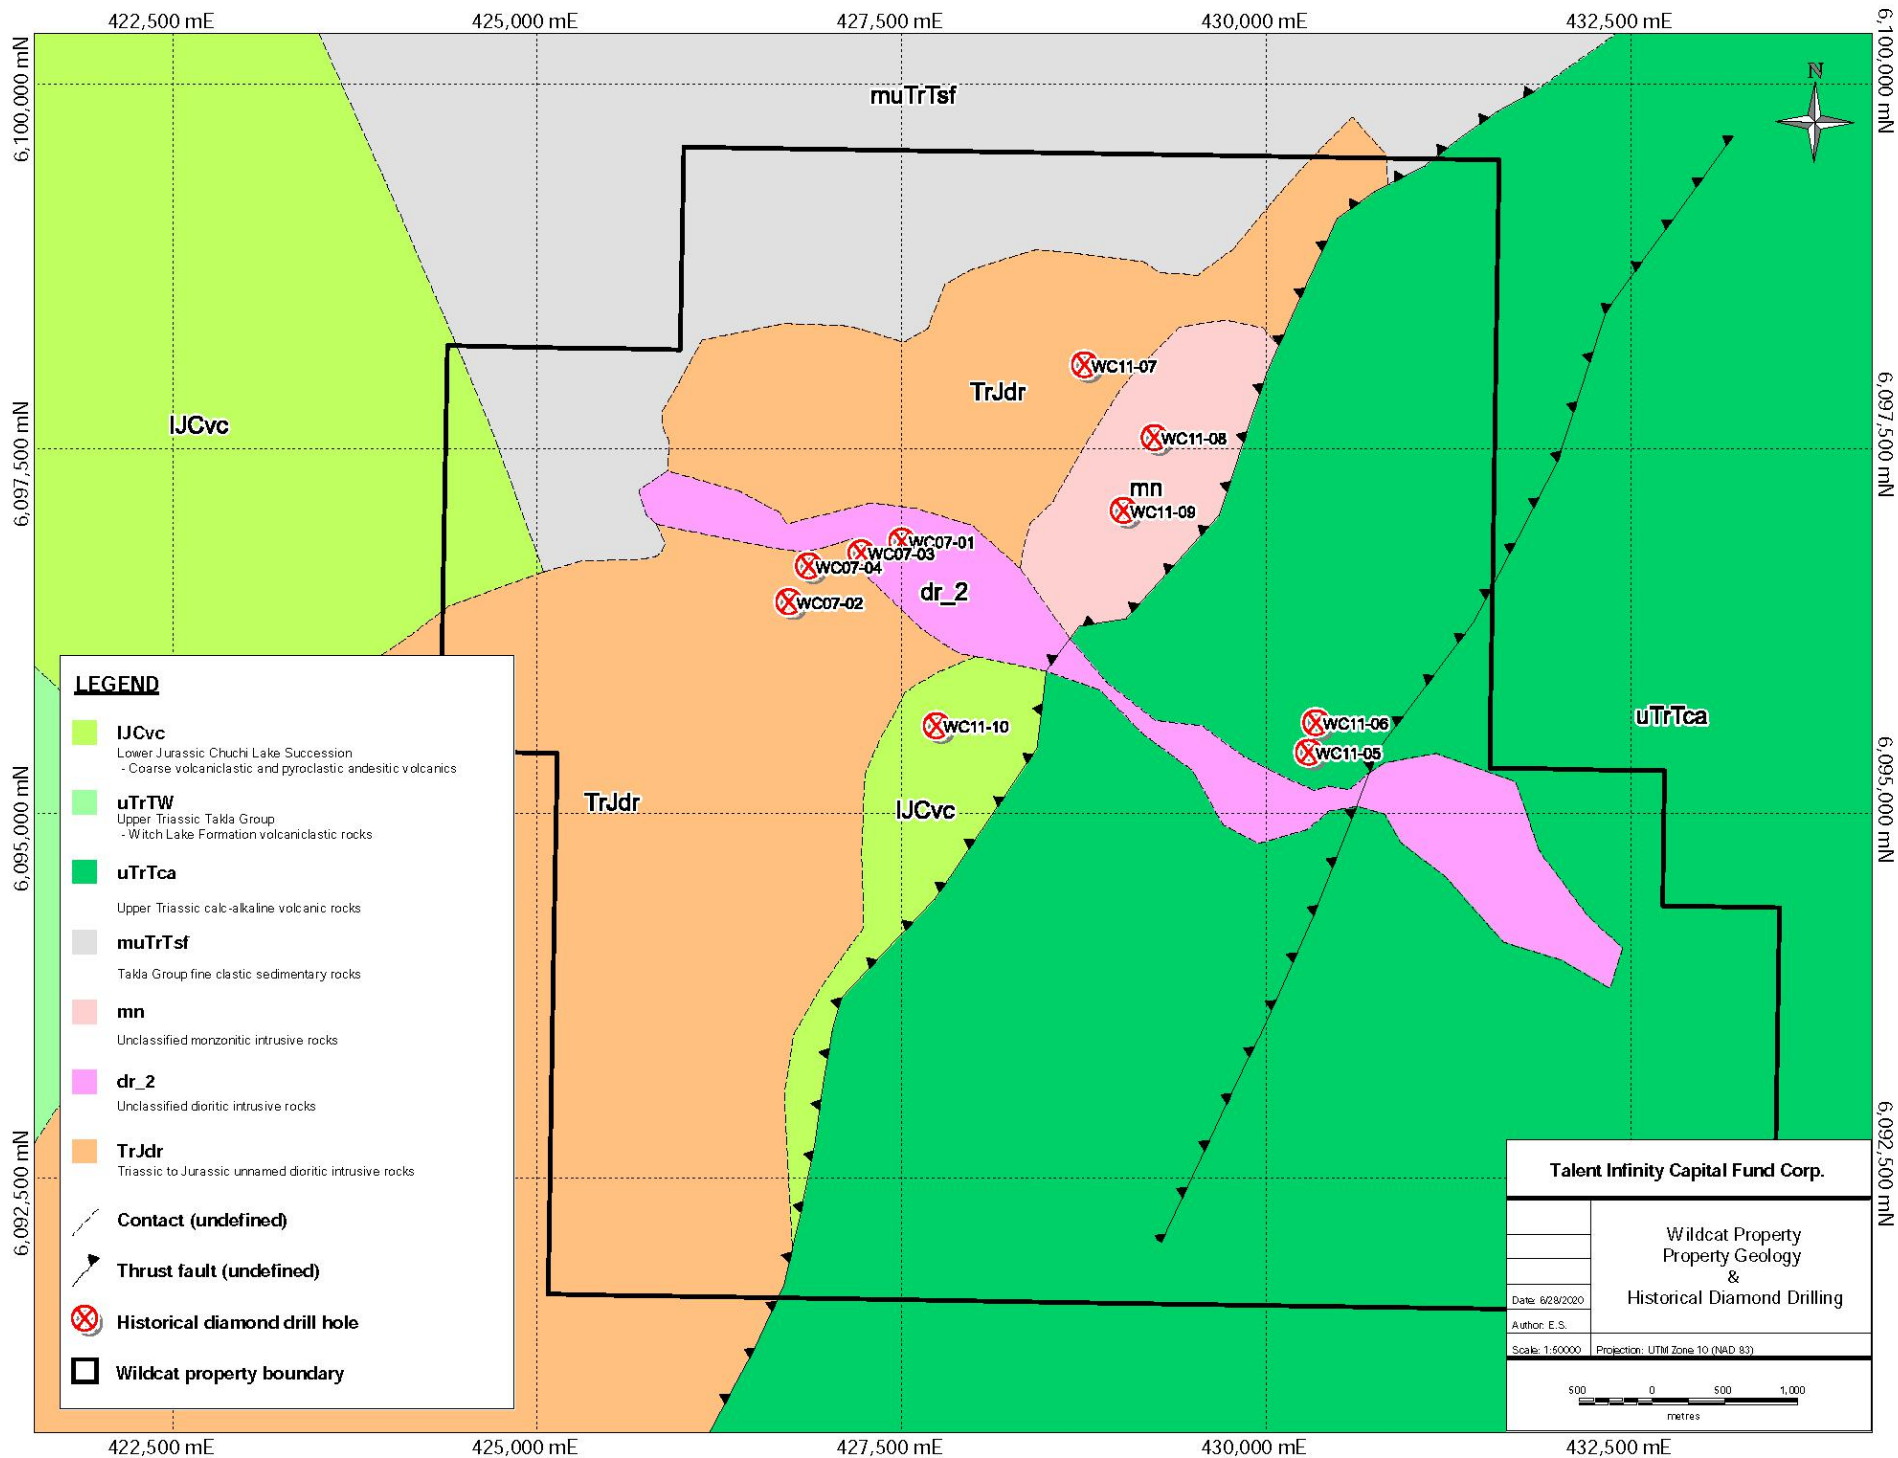 422,500 mE
425,000 mE
427,500 mE
430,000 mE
432,500 mE
6,100,000 mN
6,100,000 mN
N
muTrTsf
WC11-07
TrJdr
lJCvc
WC11-08
6,097,500 mN
6,097,500 mN
mn
WC11-09
WC07-01
WC07-03
WC07-04
dr_2
WC07-02
WC11-10
WC11-06
uTrTca
WC11-05
TrJdr
lJCvc
6,095,000 mN
6,095,000 mN
6,092,500 mN
6,092,500 mN
LEGEND
lJCvc
Lower Jurassic Chuchi Lake Succession
- Coarse volcaniclastic and pyroclastic andesitic volcanics
uTrTW
Upper Triassic Takla Group
- Witch Lake Formation volcaniclastic rocks
uTrTca
Upper Triassic calc-alkaline volcanic rocks
muTrTsf
Takla Group fine clastic sedimentary rocks
mn
Unclassified monzonitic intrusive rocks
dr_2
Unclassified dioritic intrusive rocks
TrJdr
Triassic to Jurassic unnamed dioritic intrusive rocks
Contact (undefined)
Thrust fault (undefined)
Historical diamond drill hole
Wildcat property boundary
Talent Infinity Capital Fund Corp.
Wildcat Property
Property Geology
&
Historical Diamond Drilling
Date: 6/28/2020
Author: E.S.
Scale: 1:50000
Projection: UTM Zone 10 (NAD 83)
500 0 500 1,000
metres
422,500 mE
425,000 mE
427,500 mE
430,000 mE
432,500 mE